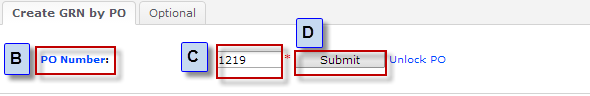 Create GRN by PO Optional
D
B PO Number: C 1219 * Submit Unlock PO